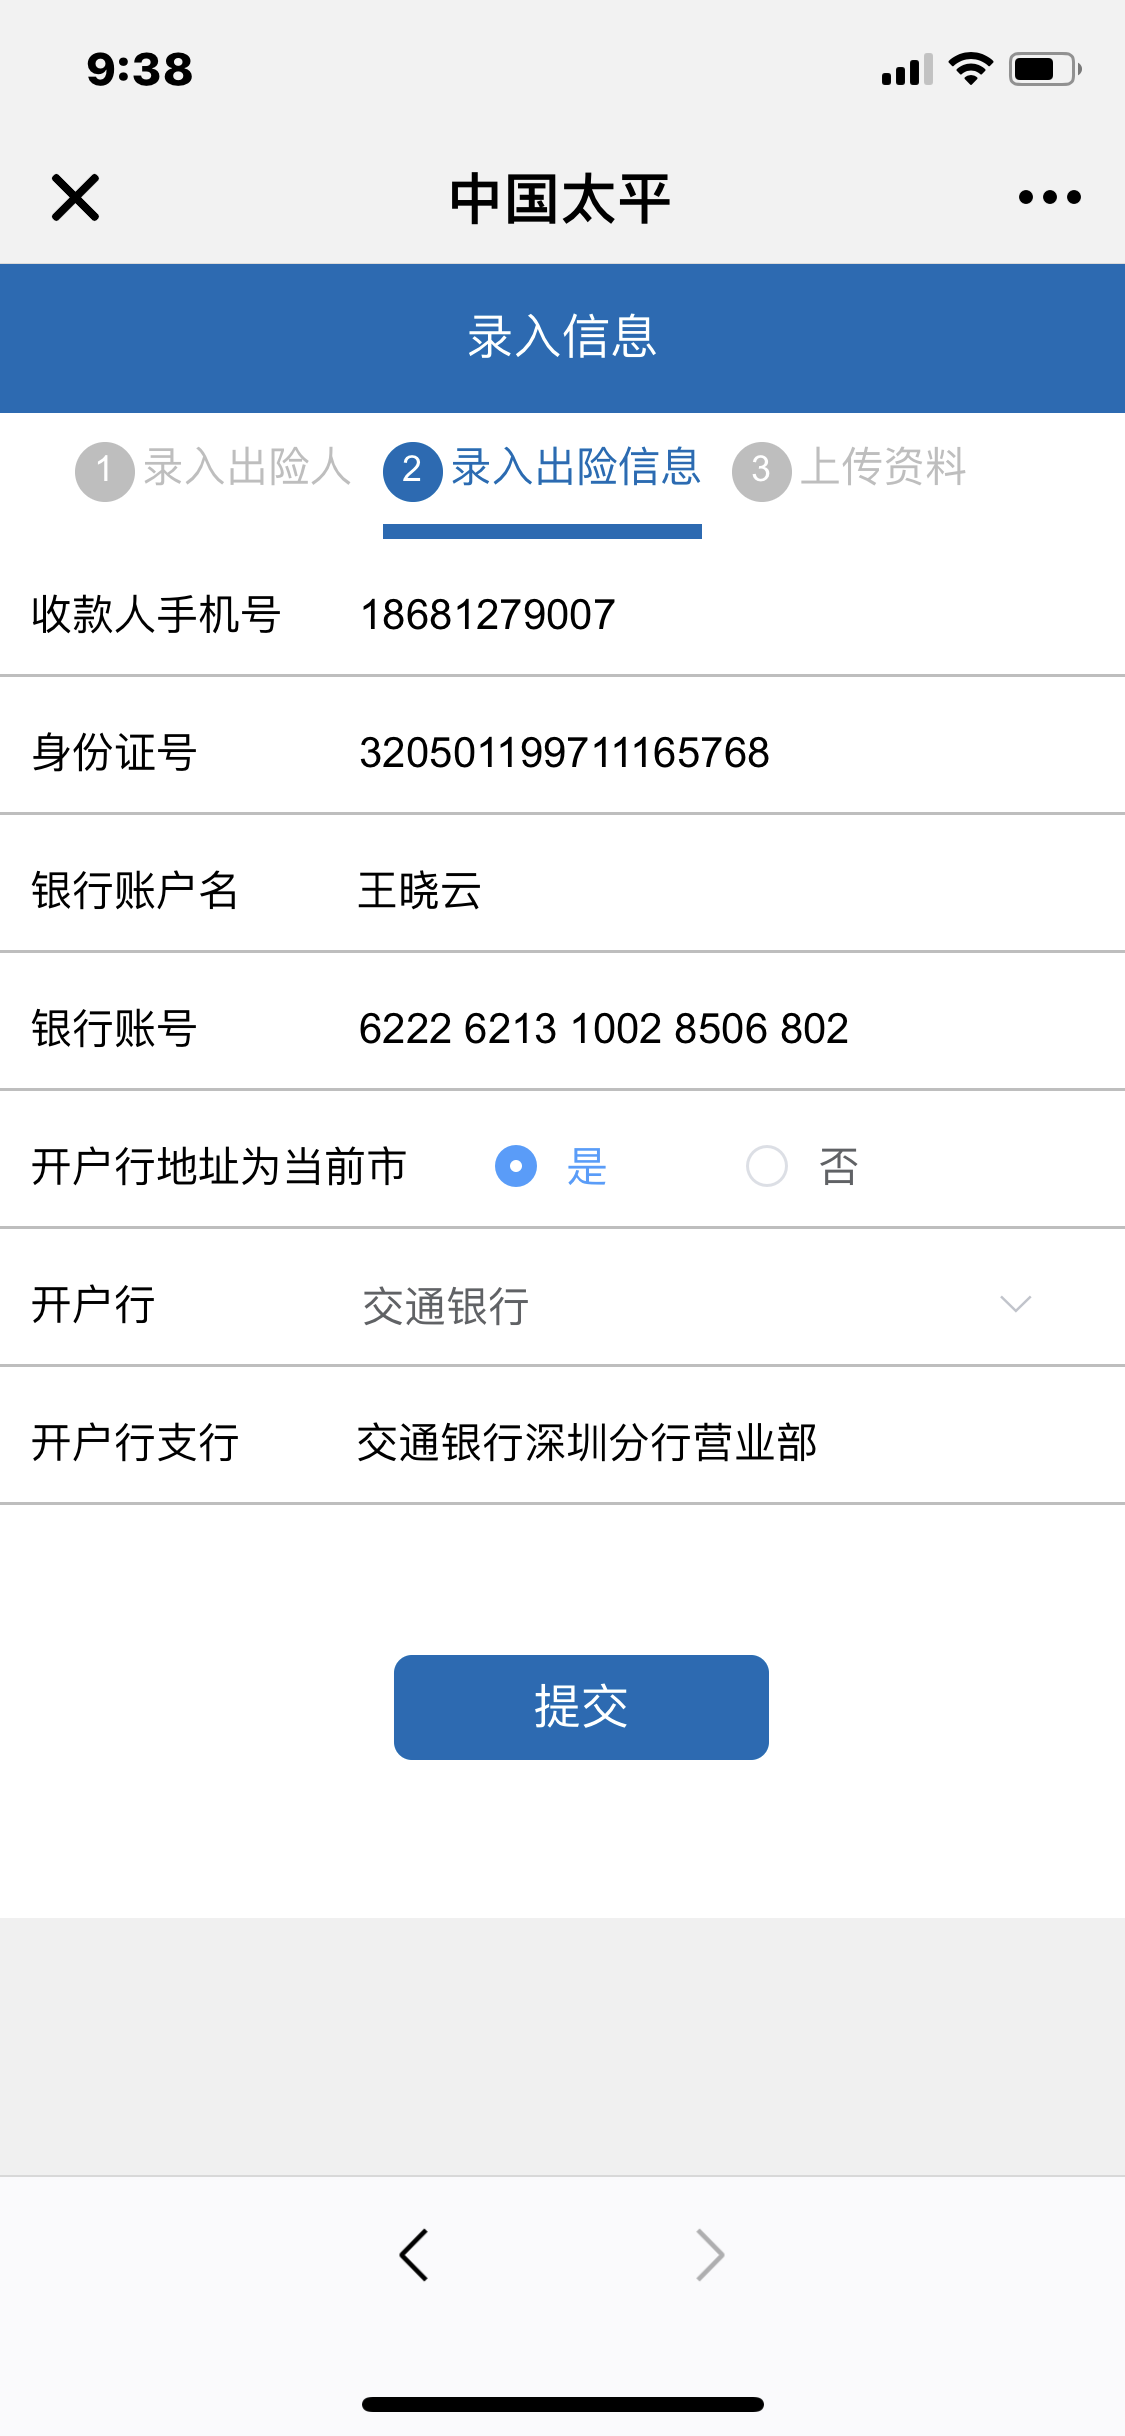 9:38
中国太平
录入信息
1 录入出险人 2 录入出险信息 3 上传资料
收款人手机号 18681279007
身份证号 320501199711165768
银行账户名 王晓云
银行账号 6222 6213 1002 8506 802
开户行地址为当前市 是 否
开户行 交通银行
开户行支行 交通银行深圳分行营业部
提交